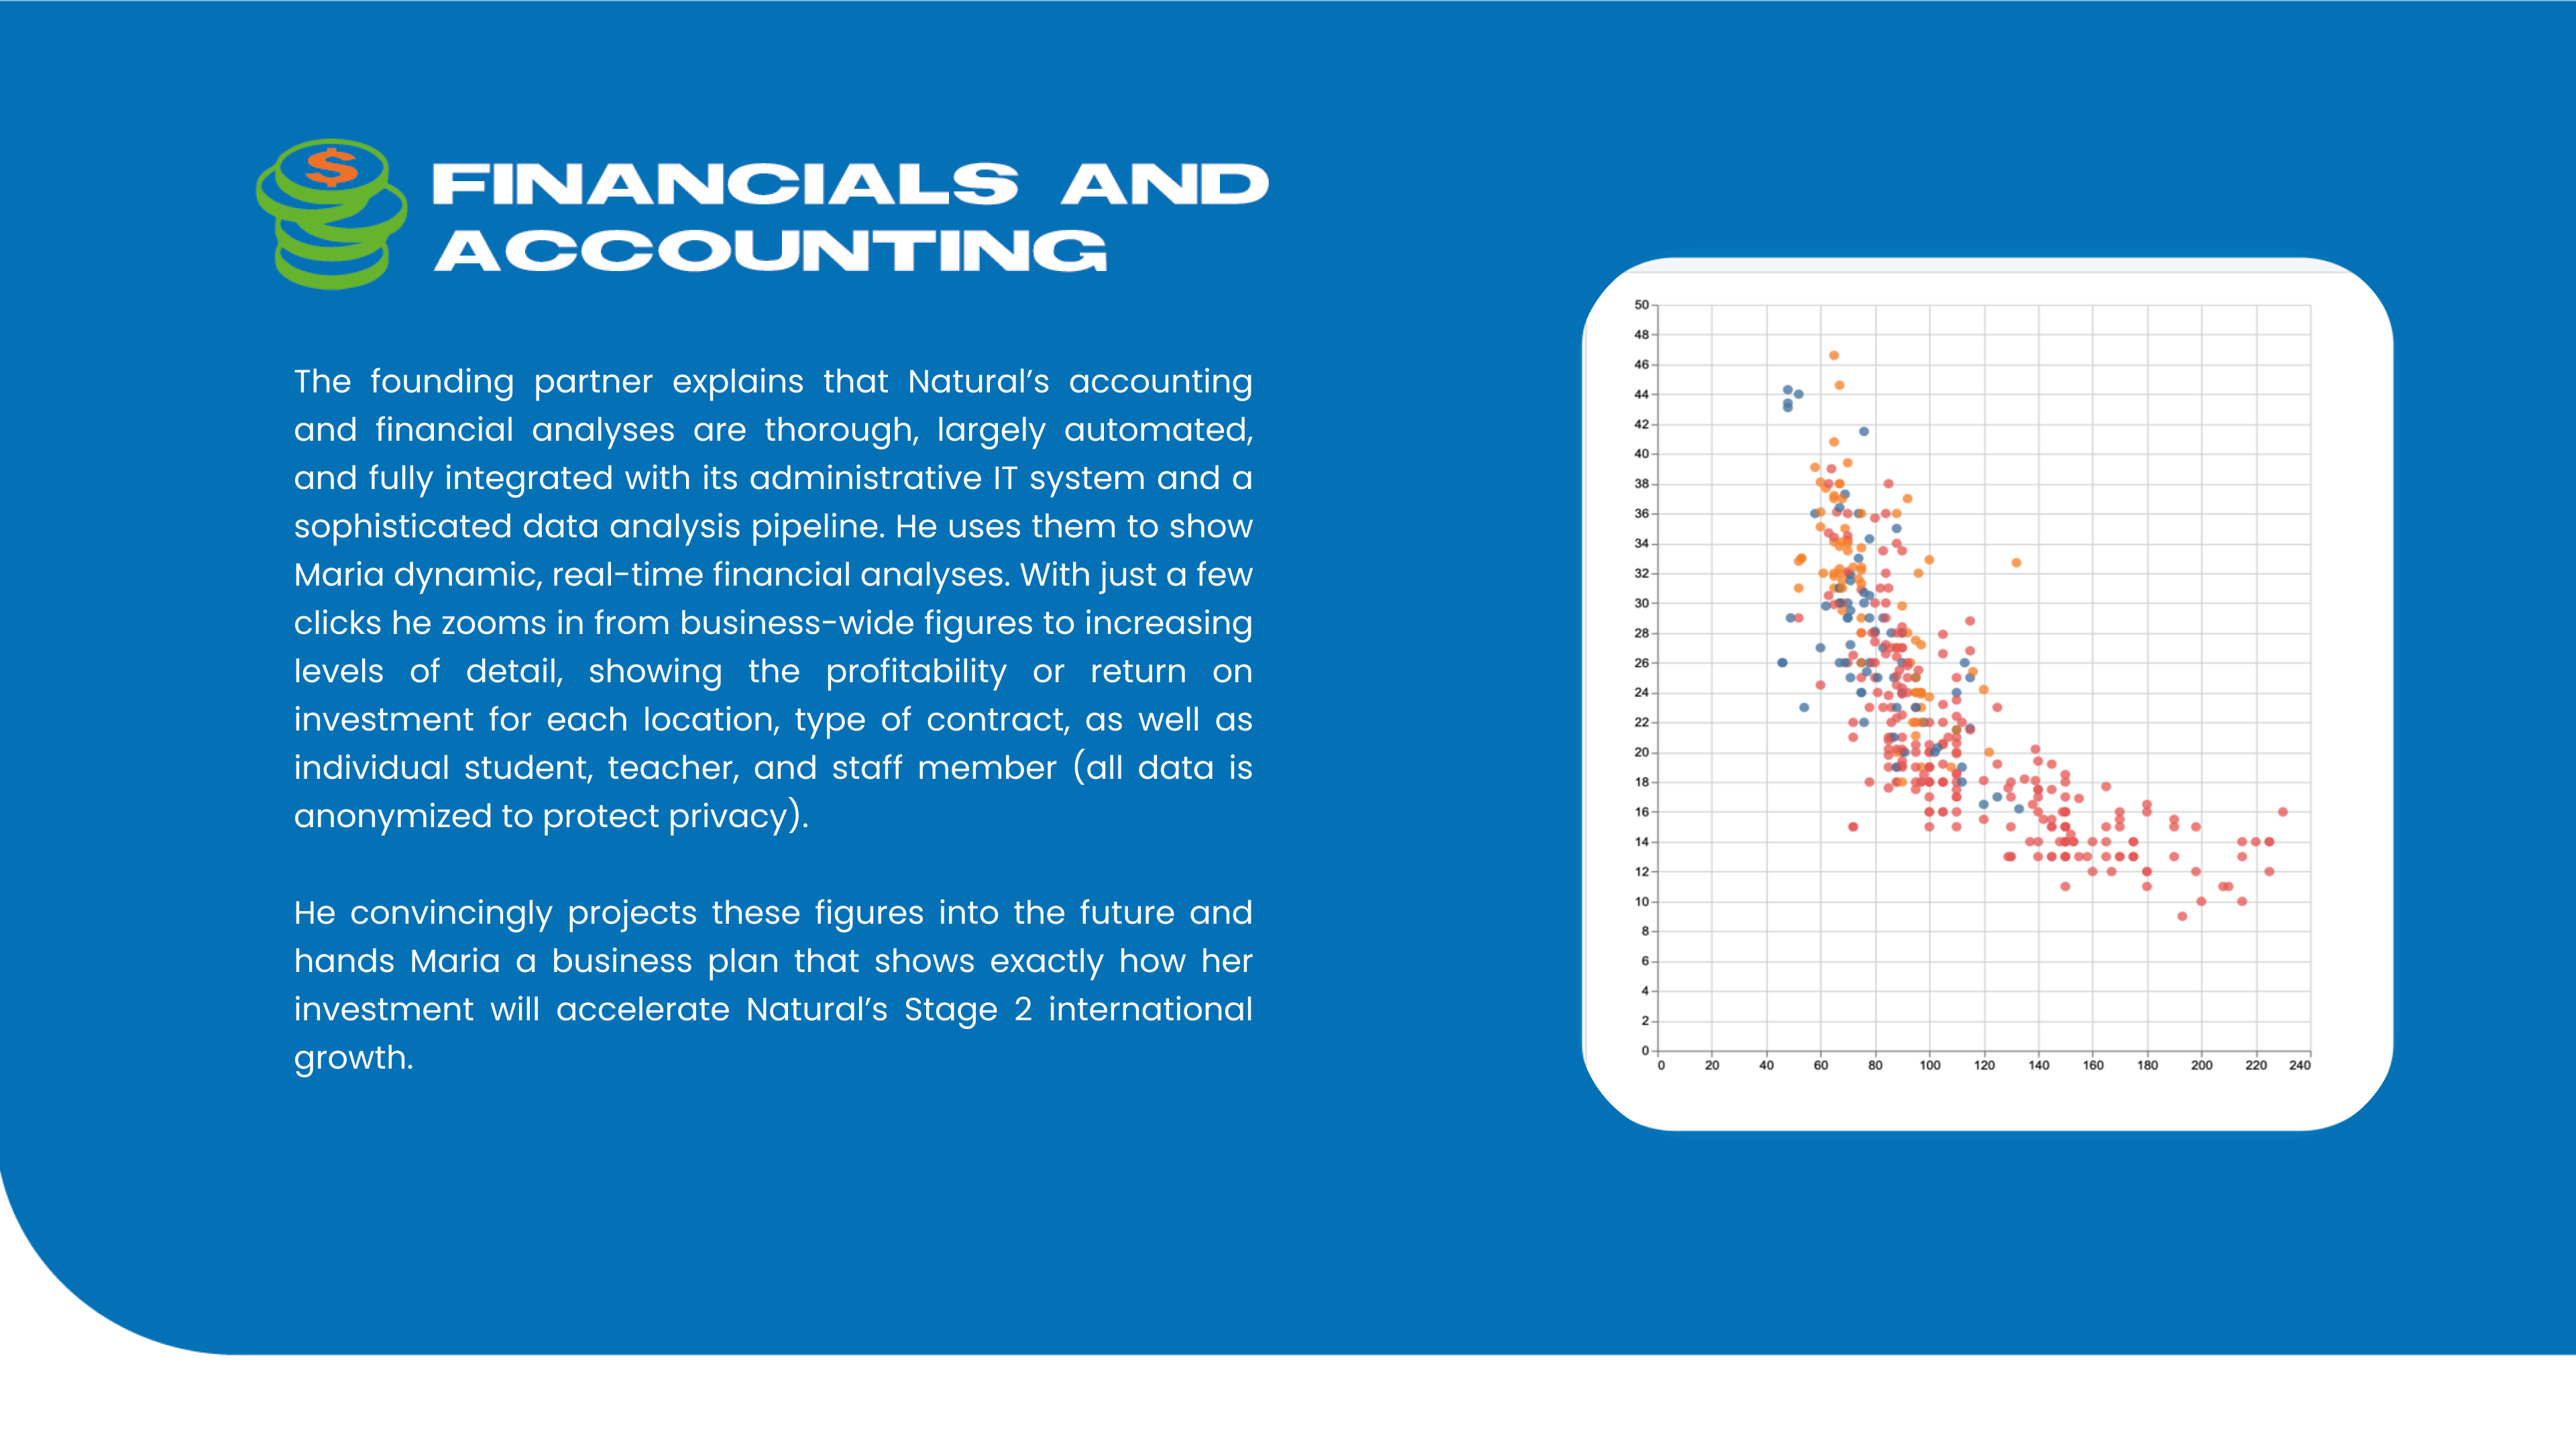 $
FINANCIALS AND
ACCOUNTING
The founding partner explains that Natural’s accounting
and financial analyses are thorough, largely automated,
and fully integrated with its administrative IT system and a
sophisticated data analysis pipeline. He uses them to show
Maria dynamic, real-time financial analyses. With just a few
clicks he zooms in from business-wide figures to increasing
levels of detail, showing the profitability or return on
investment for each location, type of contract, as well as
individual student, teacher, and staff member (all data is
anonymized to protect privacy).
He convincingly projects these figures into the future and
hands Maria a business plan that shows exactly how her
investment will accelerate Natural’s Stage 2 international
growth.
50
48
46
44
42
40
38
36
34
32
30
28
26
24
22
20
18
16
14
12
10
8
6
4
2
0
0 20 40 60 80 100 120 140 160 180 200 220 240